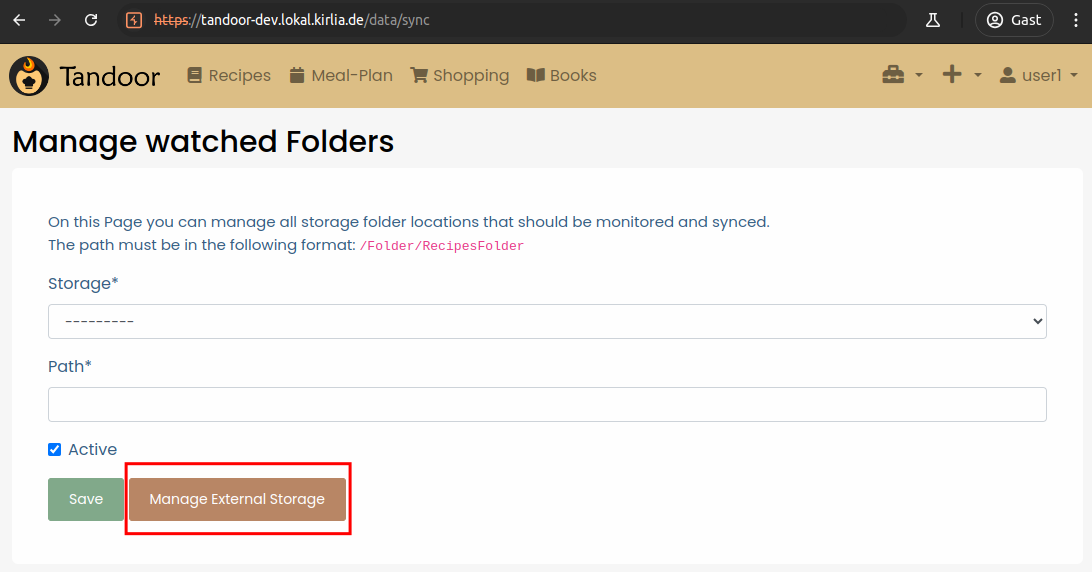 https://tandoor-dev.lokal.kirlia.de/data/sync Gast
Tandoor Recipes Meal-Plan Shopping Books user1
Manage watched Folders
On this Page you can manage all storage folder locations that should be monitored and synced.
The path must be in the following format: /Folder/RecipesFolder
Storage*
---------
Path*
Active
Save Manage External Storage